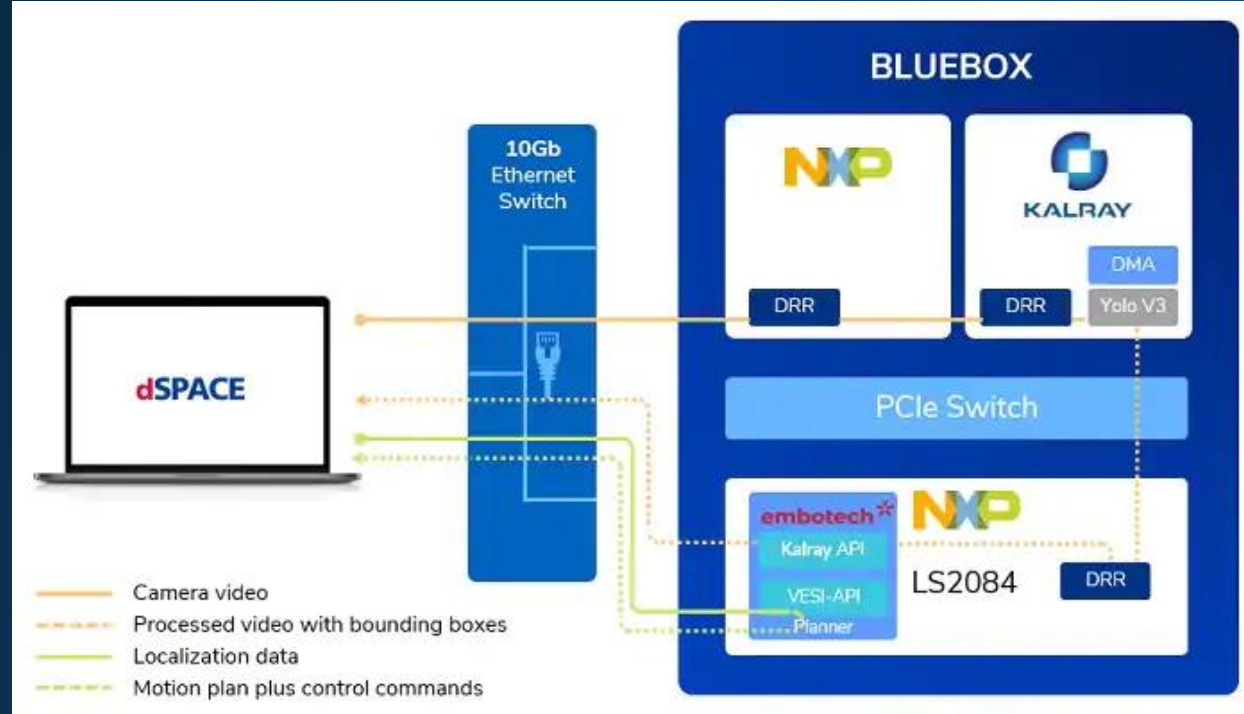 BLUEBOX
10Gb
Ethernet
Switch
NXP
KALRAY
DMA
DRR
DRR
Yolo V3
dSPACE
PCIe Switch
embotech*
NXP
Kalray API
LS2084
DRR
VESI-API
Planner
Camera video
Processed video with bounding boxes
Localization data
Motion plan plus control commands